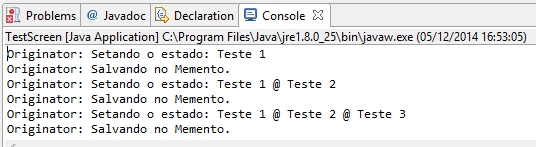 Problems @ Javadoc Declaration Console
TestScreen [Java Application] C:\Program Files\Java\jre1.8.0_25\bin\javaw.exe (05/12/2014 16:53:05)
Originator: Setando o estado: Teste 1
Originator: Salvando no Memento.
Originator: Setando o estado: Teste 1 @ Teste 2
Originator: Salvando no Memento.
Originator: Setando o estado: Teste 1 @ Teste 2 @ Teste 3
Originator: Salvando no Memento.